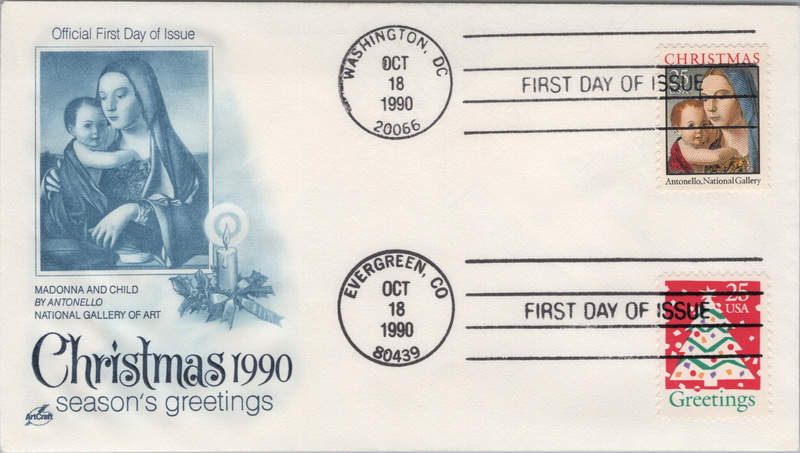 Official First Day of Issue
MADONNA AND CHILD
BY ANTONELLO
NATIONAL GALLERY OF ART
Christmas 1990
season's greetings
ArtCraft
WASHINGTON, DC
OCT
18
1990
20066
FIRST DAY OF ISSUE
CHRISTMAS
25
Antonello, National Gallery
EVERGREEN, CO
OCT
18
1990
80439
FIRST DAY OF ISSUE
25
USA
Greetings